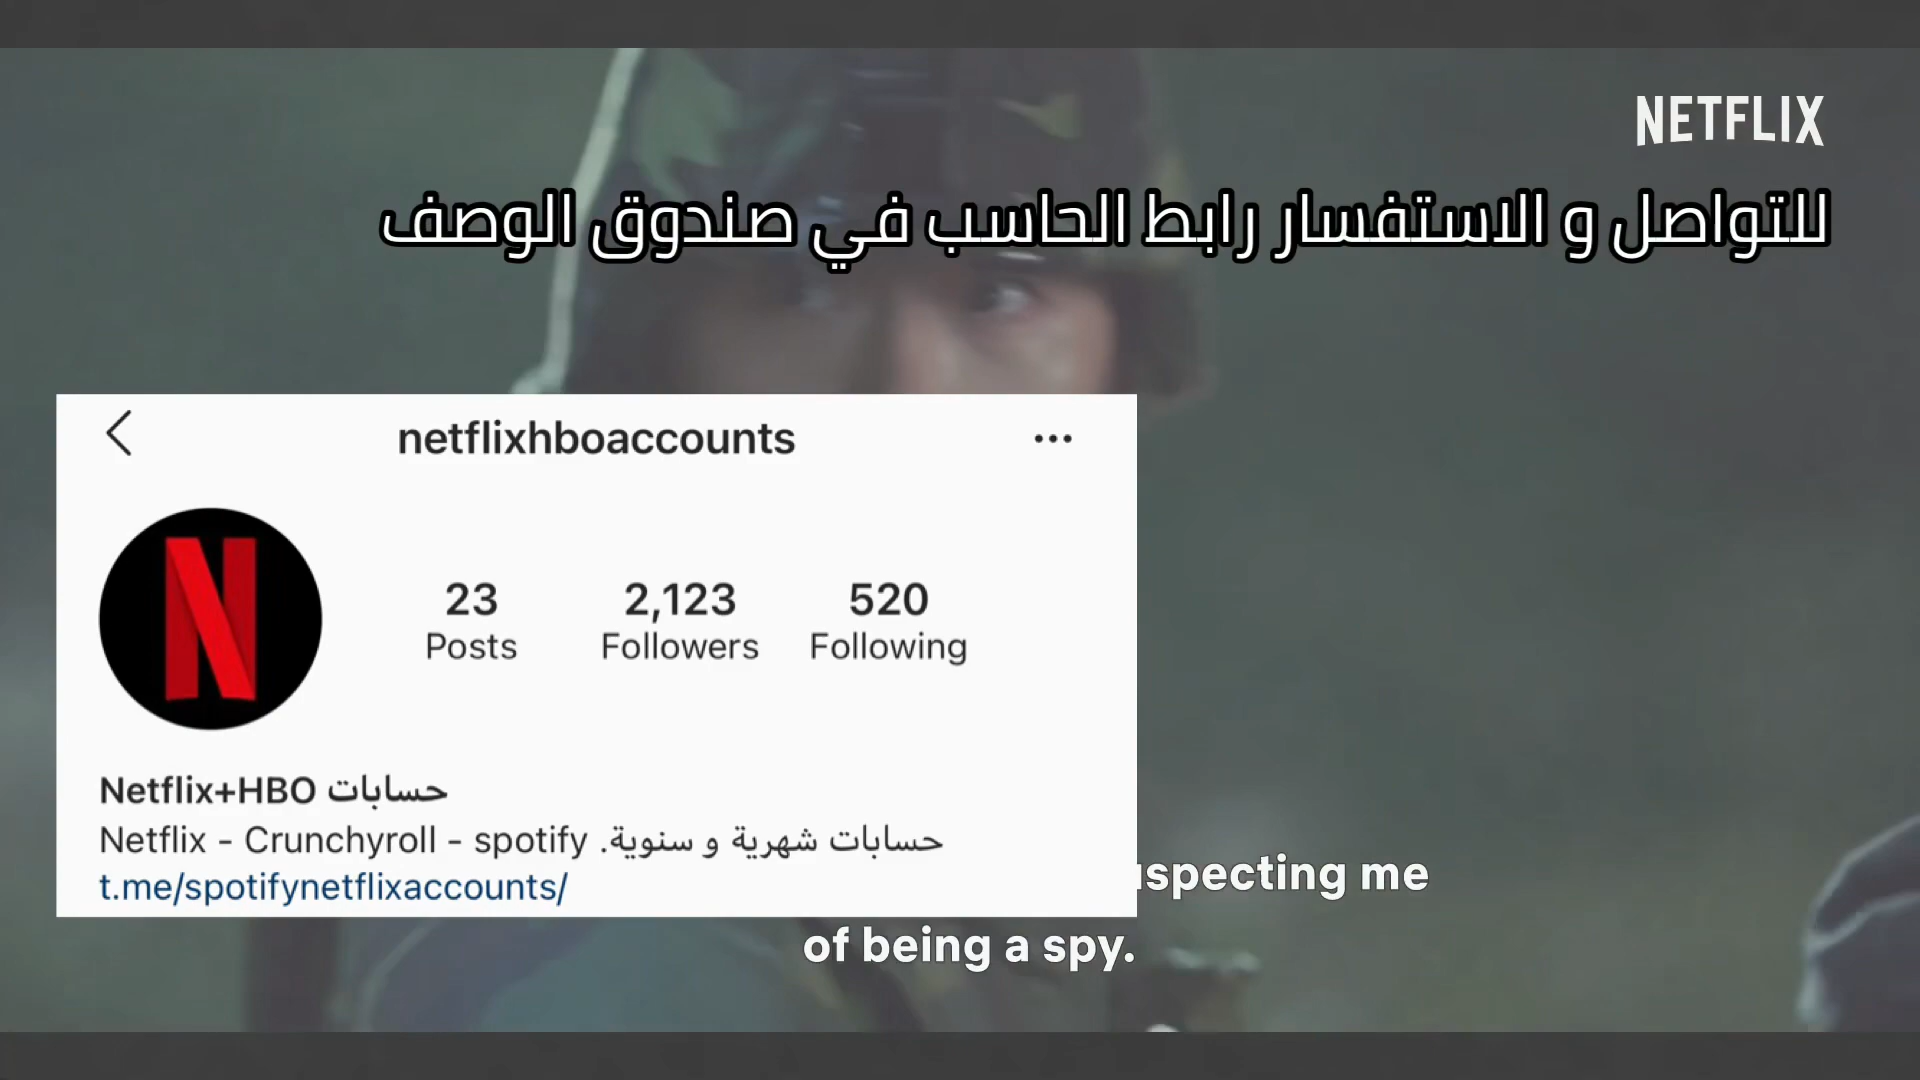 NETFLIX
للتواصل و الاستفسار رابط الحاسب في صندوق الوصف
netflixhboaccounts
23 2,123 520
Posts Followers Following
Netflix+HBO حسابات
Netflix - Crunchyroll - spotify حسابات شهرية و سنوية.
t.me/spotifynetflixaccounts/
uspecting me
of being a spy.